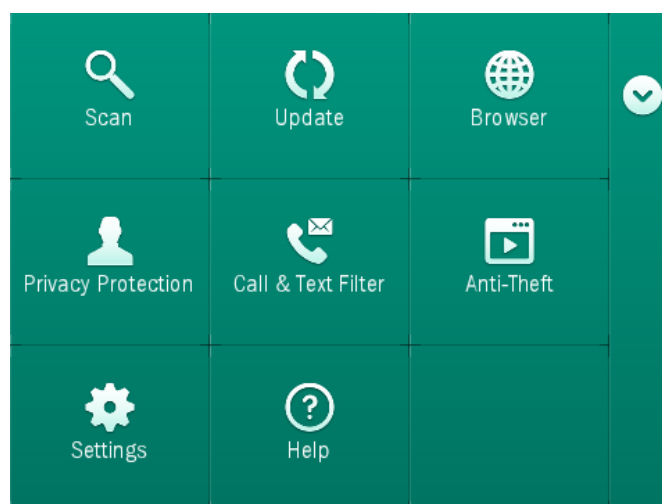 Scan
Update
Browser
Privacy Protection
Call & Text Filter
Anti-Theft
Settings
Help